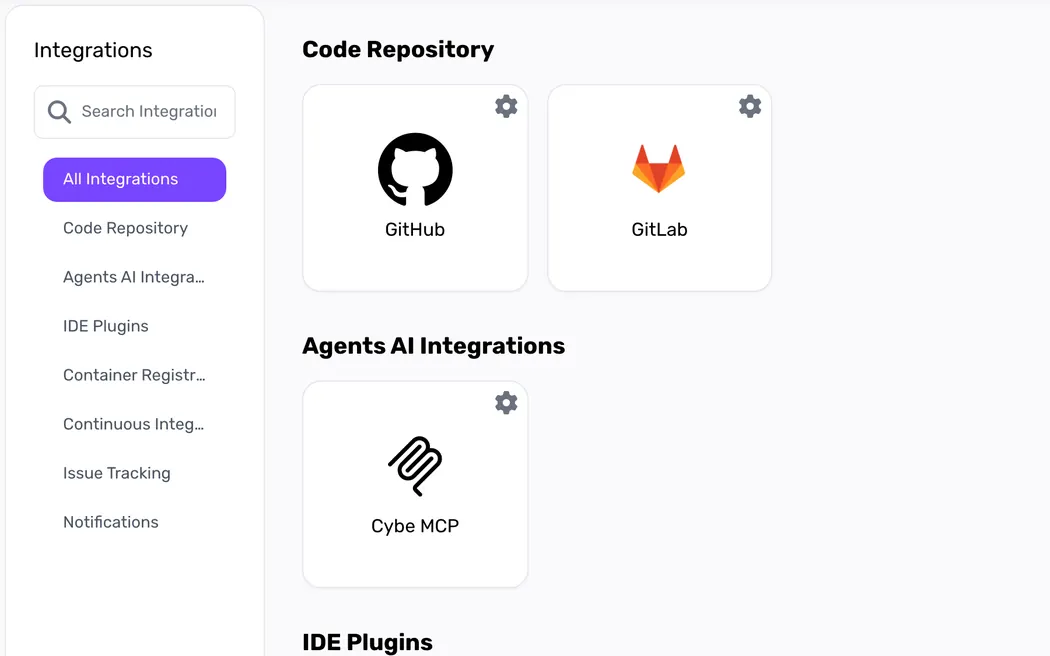 Integrations
Search Integration
All Integrations
Code Repository
Agents AI Integra...
IDE Plugins
Container Registr...
Continuous Integ...
Issue Tracking
Notifications
Code Repository
GitHub
GitLab
Agents AI Integrations
Cybe MCP
IDE Plugins